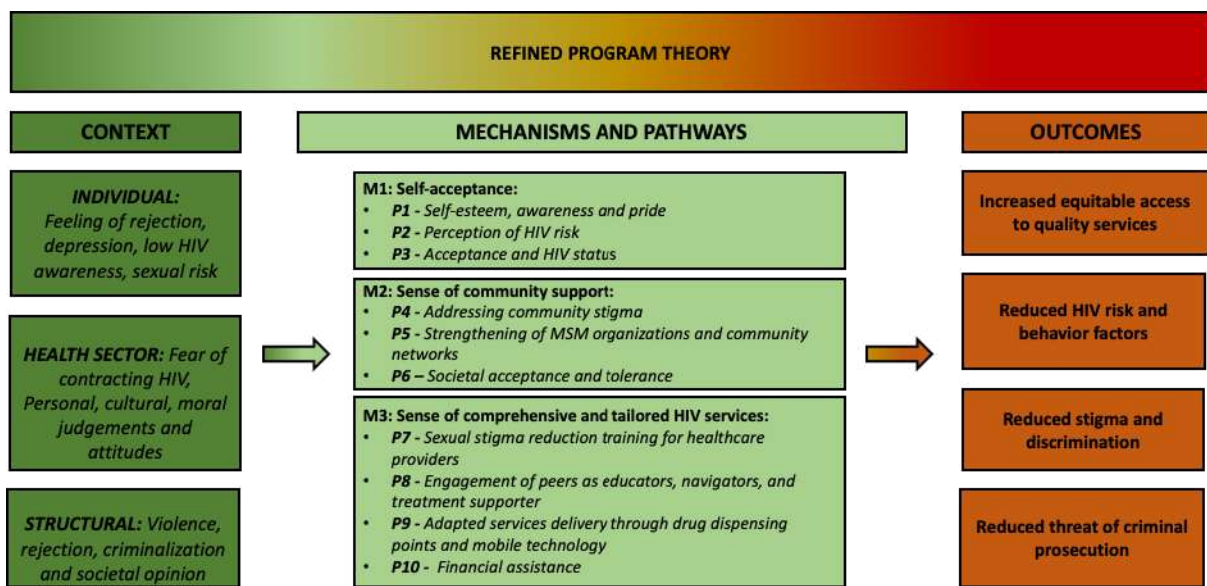 REFINED PROGRAM THEORY
CONTEXT
INDIVIDUAL:
Feeling of rejection,
depression, low HIV
awareness, sexual risk
HEALTH SECTOR: Fear of
contracting HIV,
Personal, cultural, moral
judgements and
attitudes
STRUCTURAL: Violence,
rejection, criminalization
and societal opinion
MECHANISMS AND PATHWAYS
M1: Self-acceptance:
• P1 - Self-esteem, awareness and pride
• P2 - Perception of HIV risk
• P3 - Acceptance and HIV status
M2: Sense of community support:
• P4 - Addressing community stigma
• P5 - Strengthening of MSM organizations and community
networks
• P6 – Societal acceptance and tolerance
M3: Sense of comprehensive and tailored HIV services:
• P7 - Sexual stigma reduction training for healthcare
providers
• P8 - Engagement of peers as educators, navigators, and
treatment supporter
• P9 - Adapted services delivery through drug dispensing
points and mobile technology
• P10 - Financial assistance
OUTCOMES
Increased equitable access
to quality services
Reduced HIV risk and
behavior factors
Reduced stigma and
discrimination
Reduced threat of criminal
prosecution